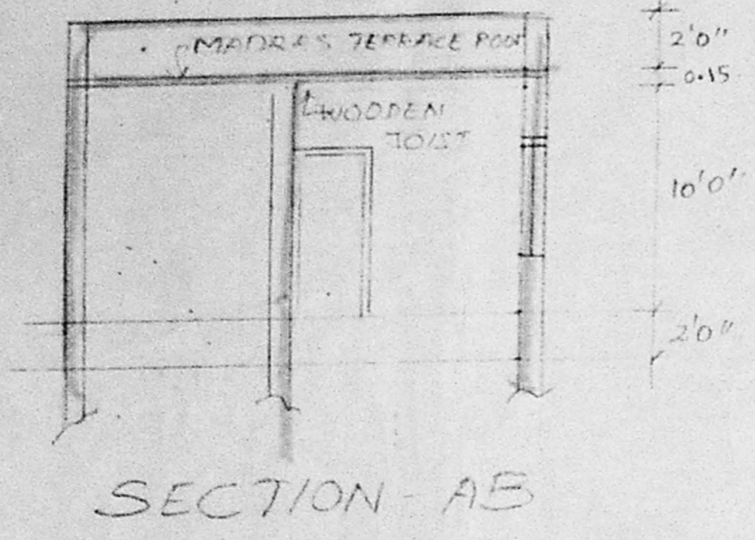 MADRAS TERRACE ROOF
WOODEN
JOIST
2'0"
0.15
10'0"
2'0"
SECTION - AB